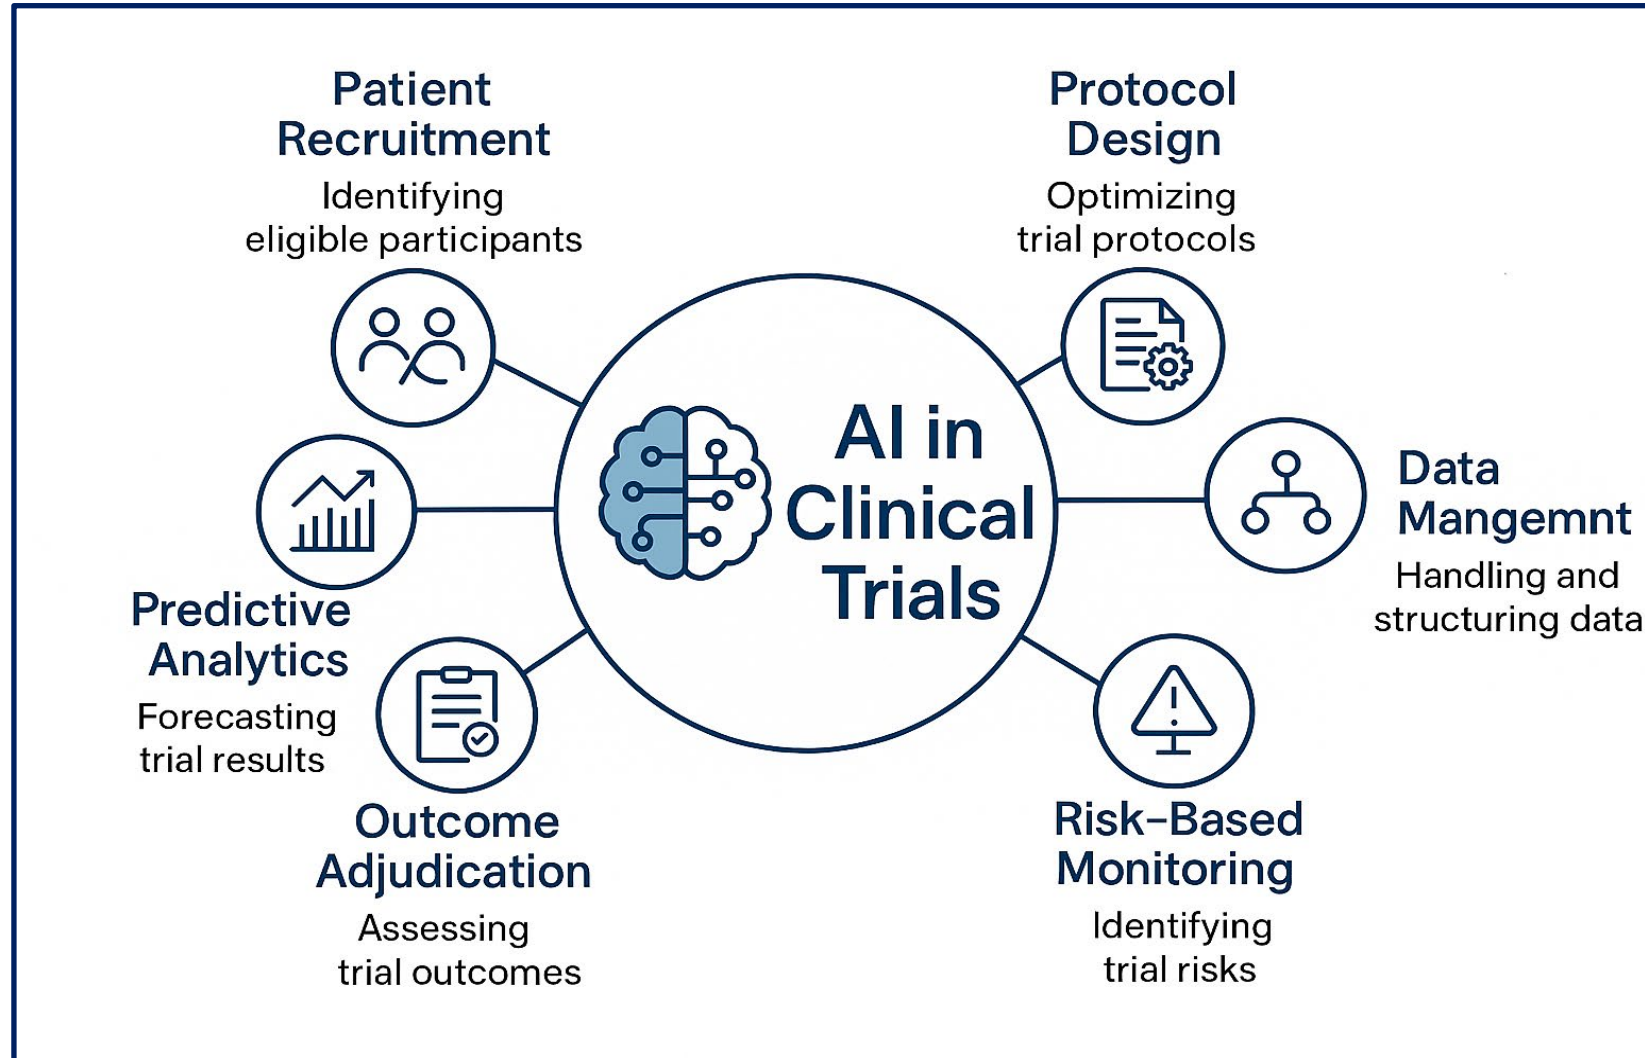 Patient
Recruitment
Identifying
eligible participants
Protocol
Design
Optimizing
trial protocols
AI in
Clinical
Trials
Data
Mangemnt
Handling and
structuring data
Predictive
Analytics
Forecasting
trial results
Outcome
Adjudication
Assessing
trial outcomes
Risk-Based
Monitoring
Identifying
trial risks